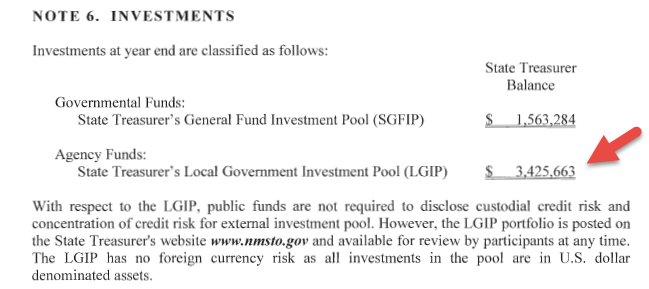 NOTE 6. INVESTMENTS
Investments at year end are classified as follows:
State Treasurer
Balance
Governmental Funds:
State Treasurer's General Fund Investment Pool (SGFIP) $ 1,563,284
Agency Funds:
State Treasurer's Local Government Investment Pool (LGIP) $ 3,425,663
With respect to the LGIP, public funds are not required to disclose custodial credit risk and
concentration of credit risk for external investment pool. However, the LGIP portfolio is posted on
the State Treasurer's website www.nmsto.gov and available for review by participants at any time.
The LGIP has no foreign currency risk as all investments in the pool are in U.S. dollar
denominated assets.